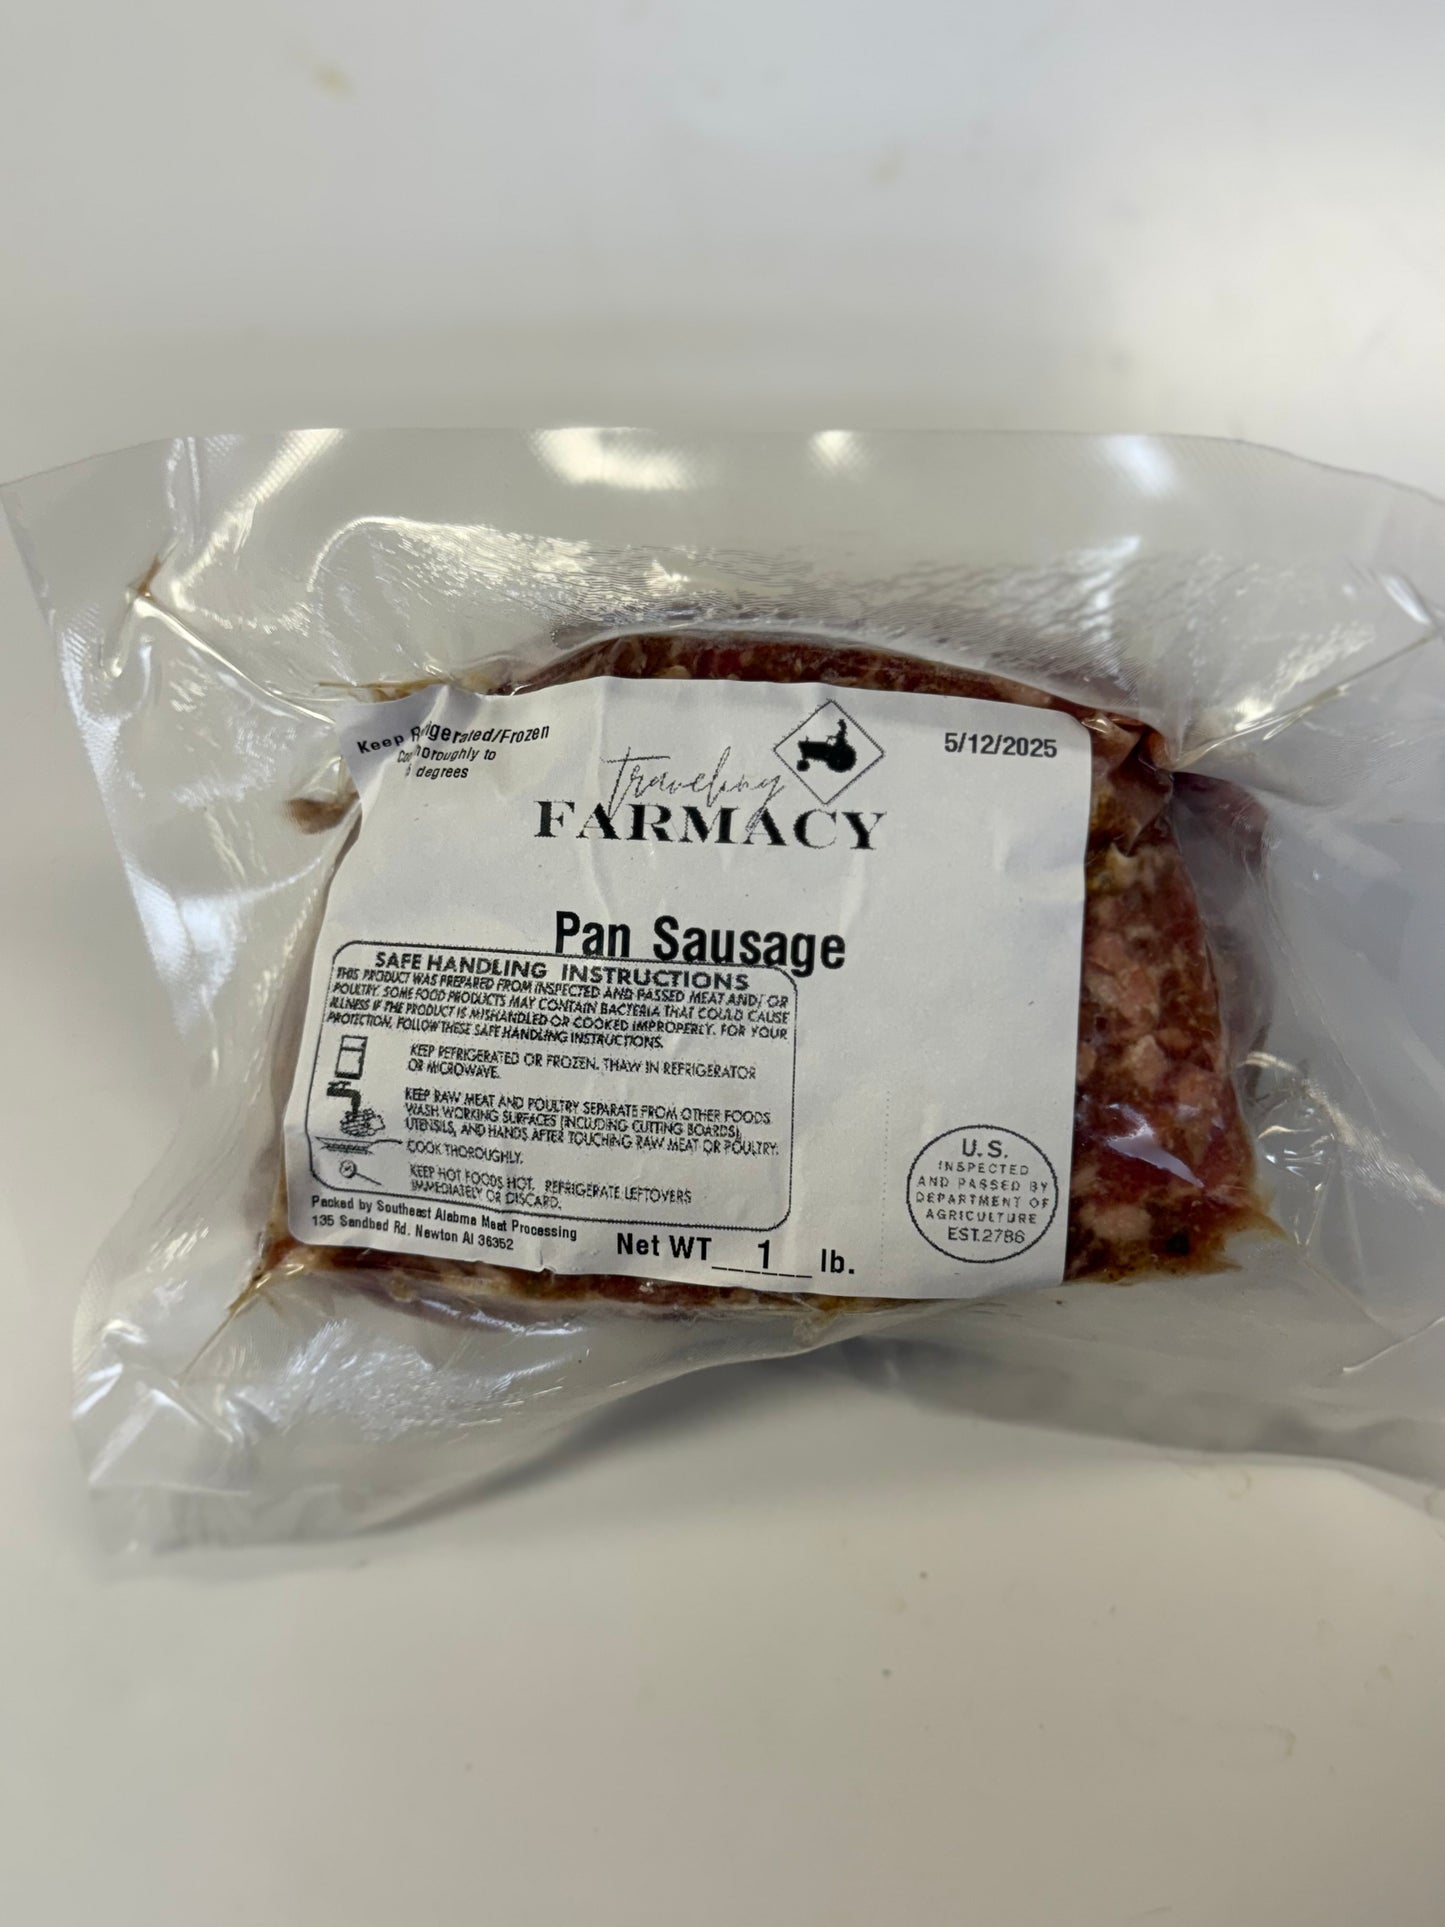 Keep Refrigerated/Frozen
thoroughly to
degrees
Traveling
FARMACY
5/12/2025
Pan Sausage
SAFE HANDLING INSTRUCTIONS
THIS PRODUCT WAS PREPARED FROM INSPECTED AND PASSED MEAT AND/ OR
POULTRY. SOME FOOD PRODUCTS MAY CONTAIN BACTERIA THAT COULD CAUSE
ILLNESS IF THE PRODUCT IS MISHANDLED OR COOKED IMPROPERLY. FOR YOUR
PROTECTION, FOLLOW THESE SAFE HANDLING INSTRUCTIONS.
KEEP REFRIGERATED OR FROZEN. THAW IN REFRIGERATOR
OR MICROWAVE.
KEEP RAW MEAT AND POULTRY SEPARATE FROM OTHER FOODS.
WASH WORKING SURFACES (INCLUDING CUTTING BOARDS),
UTENSILS, AND HANDS AFTER TOUCHING RAW MEAT OR POULTRY.
COOK THOROUGHLY.
KEEP HOT FOODS HOT. REFRIGERATE LEFTOVERS
IMMEDIATELY OR DISCARD.
Packed by Southeast Alabma Meat Processing
135 Sandbed Rd. Newton Al 36352
Net WT___1___ lb.
U.S.
INSPECTED
AND PASSED BY
DEPARTMENT OF
AGRICULTURE
EST.2786